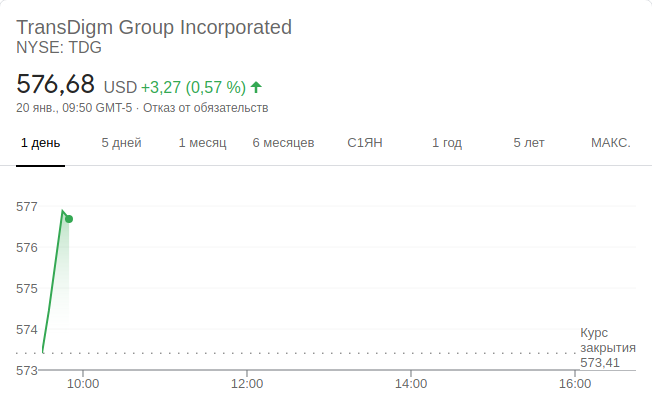 TransDigm Group Incorporated
NYSE: TDG
576,68 USD +3,27 (0,57 %)
20 янв., 09:50 GMT-5 · Отказ от обязательств
1 день 5 дней 1 месяц 6 месяцев С1ЯН 1 год 5 лет МАКС.
577
576
575
574
573
Курс
закрытия
573,41
10:00 12:00 14:00 16:00